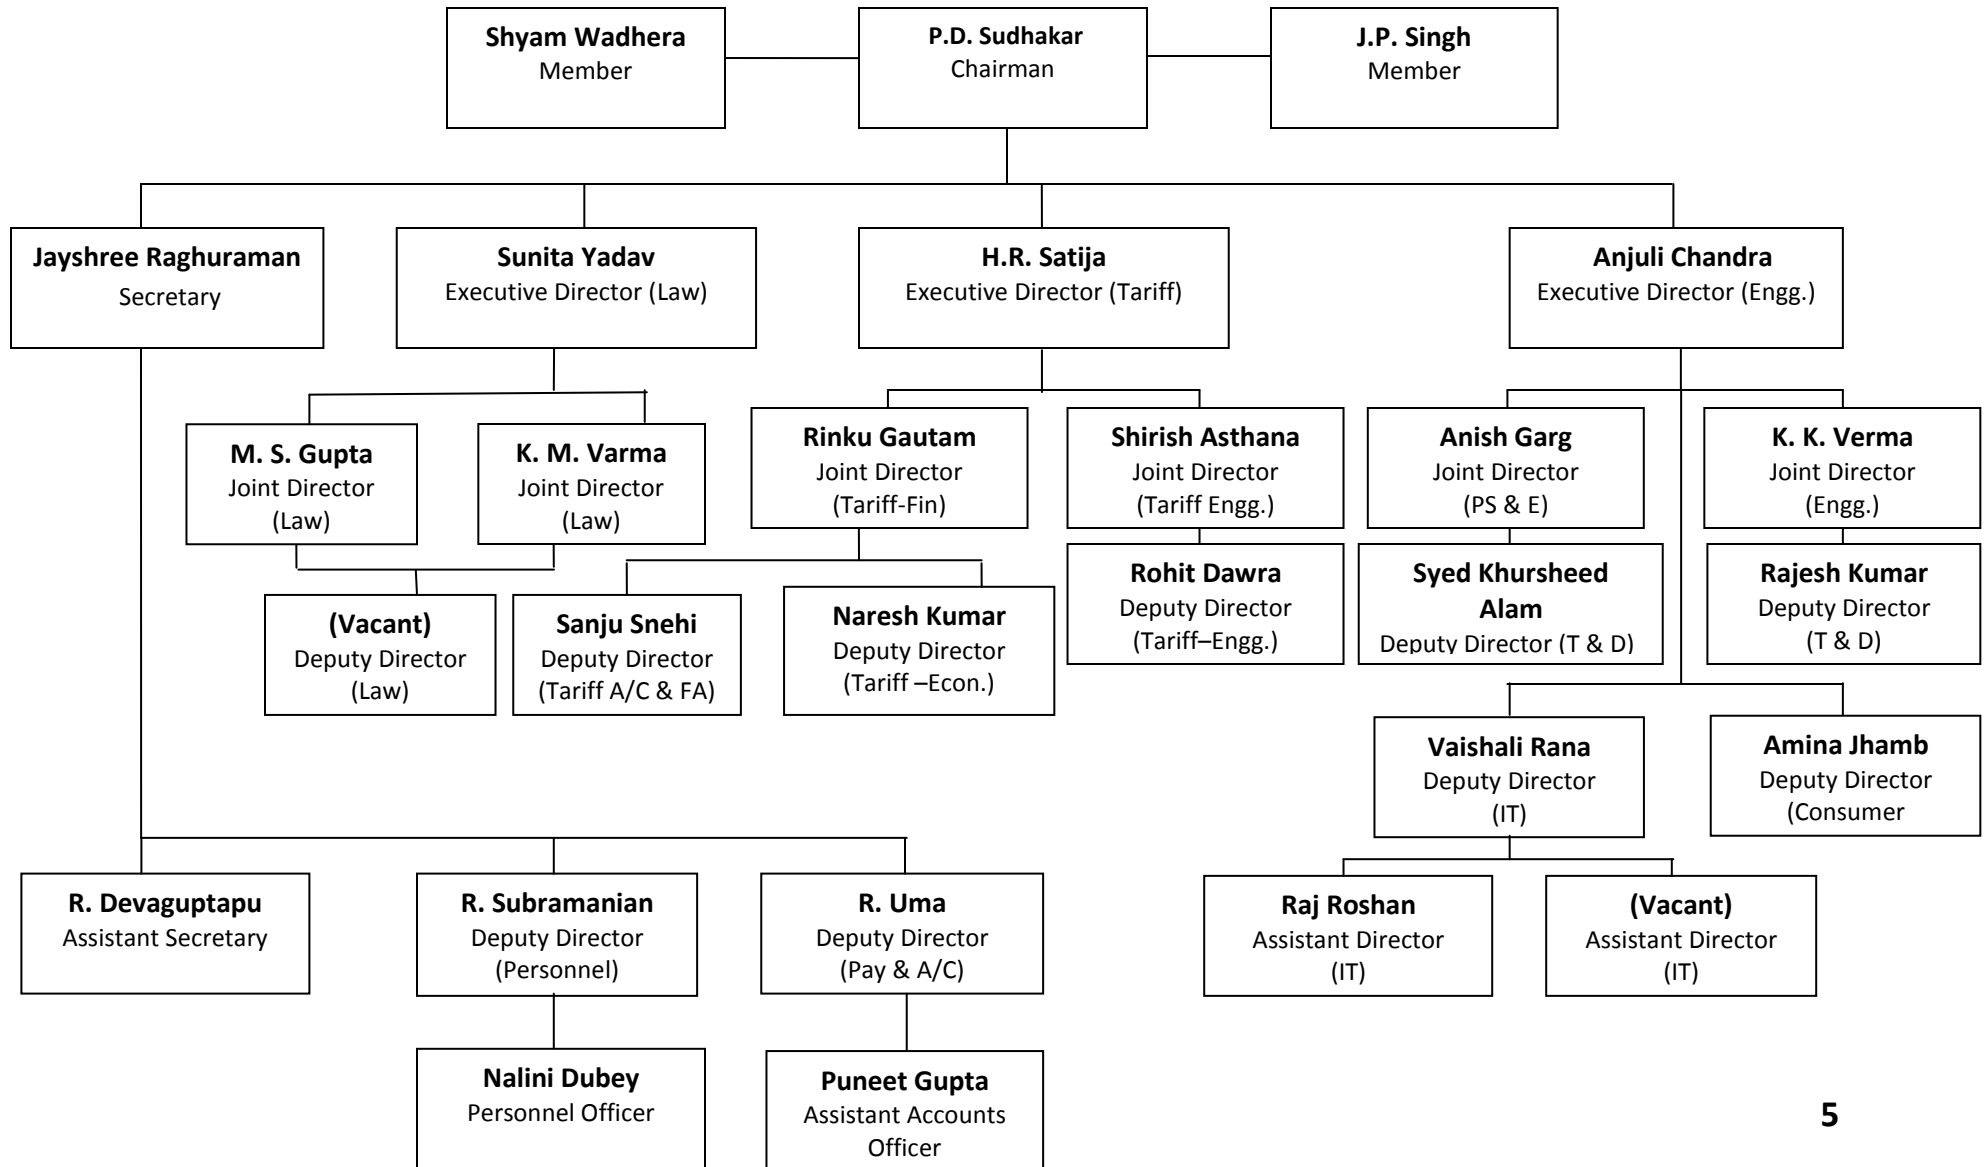 Shyam Wadhera
Member
P.D. Sudhakar
Chairman
J.P. Singh
Member
Jayshree Raghuraman
Secretary
Sunita Yadav
Executive Director (Law)
H.R. Satija
Executive Director (Tariff)
Anjuli Chandra
Executive Director (Engg.)
M. S. Gupta
Joint Director
(Law)
K. M. Varma
Joint Director
(Law)
Rinku Gautam
Joint Director
(Tariff-Fin)
Shirish Asthana
Joint Director
(Tariff Engg.)
Anish Garg
Joint Director
(PS & E)
K. K. Verma
Joint Director
(Engg.)
(Vacant)
Deputy Director
(Law)
Sanju Snehi
Deputy Director
(Tariff A/C & FA)
Naresh Kumar
Deputy Director
(Tariff –Econ.)
Rohit Dawra
Deputy Director
(Tariff–Engg.)
Syed Khursheed
Alam
Deputy Director (T & D)
Rajesh Kumar
Deputy Director
(T & D)
Vaishali Rana
Deputy Director
(IT)
Amina Jhamb
Deputy Director
(Consumer
R. Devaguptapu
Assistant Secretary
R. Subramanian
Deputy Director
(Personnel)
R. Uma
Deputy Director
(Pay & A/C)
Raj Roshan
Assistant Director
(IT)
(Vacant)
Assistant Director
(IT)
Nalini Dubey
Personnel Officer
Puneet Gupta
Assistant Accounts
Officer
5